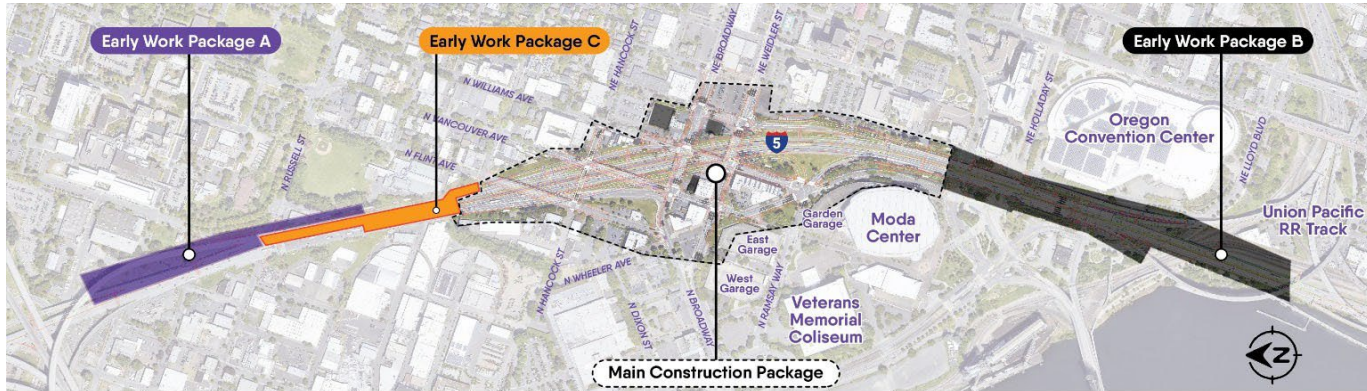 Early Work Package A
Early Work Package C
Early Work Package B
NE HANCOCK ST
NE BROADWAY
NE WEIDLER ST
N WILLIAMS AVE
N VANCOUVER AVE
N FLINT AVE
N RUSSELL ST
5
NE HOLLADAY ST
Oregon
Convention Center
NE LLOYD BLVD
Union Pacific
RR Track
Moda
Center
Garden
Garage
East
Garage
West
Garage
N HANCOCK ST
N WHEELER AVE
N DIXON ST
N BROADWAY
N RAMSAY WAY
Veterans
Memorial
Coliseum
Main Construction Package
Z